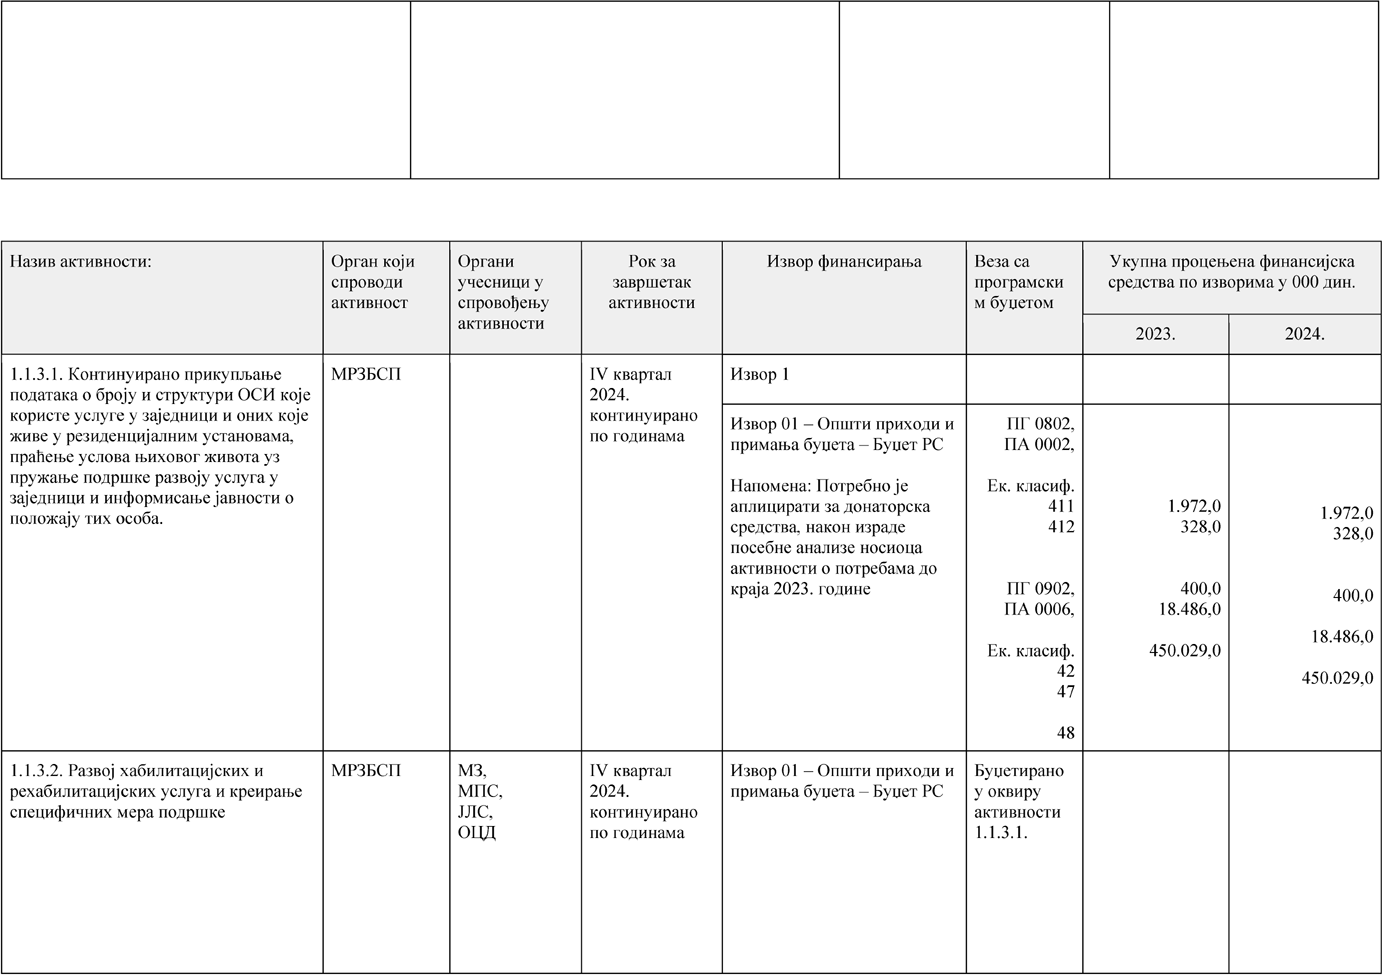 Назив активности:
Орган који
спроводи
активност
Органи
учесници у
спровођењу
активности
Рок за
завршетак
активности
Извор финансирања
Веза са
програмски
м буџетом
Укупна процењена финансијска
средства по изворима у 000 дин.
2023.
2024.
1.1.3.1. Континуирано прикупљање
података о броју и структури ОСИ које
користе услуге у заједници и оних које
живе у резиденцијалним установама,
праћење услова њиховог живота уз
пружање подршке развоју услуга у
заједници и информисање јавности о
положају тих особа.
МРЗБСП
IV квартал
2024.
континуирано
по годинама
Извор 1
Извор 01 – Општи приходи и
примања буџета – Буџет РС
Напомена: Потребно је
аплицирати за донаторска
средства, након израде
посебне анализе носиоца
активности о потребама до
краја 2023. године
ПГ 0802,
ПА 0002,
Ек. класиф.
411
412
ПГ 0902,
ПА 0006,
Ек. класиф.
42
47
48
1.972,0
328,0
400,0
18.486,0
450.029,0
1.972,0
328,0
400,0
18.486,0
450.029,0
1.1.3.2. Развој хабилитацијских и
рехабилитацијских услуга и креирање
специфичних мера подршке
МРЗБСП
МЗ,
МПС,
ЈЛС,
ОЦД
IV квартал
2024.
континуирано
по годинама
Извор 01 – Општи приходи и
примања буџета – Буџет РС
Буџетирано
у оквиру
активности
1.1.3.1.